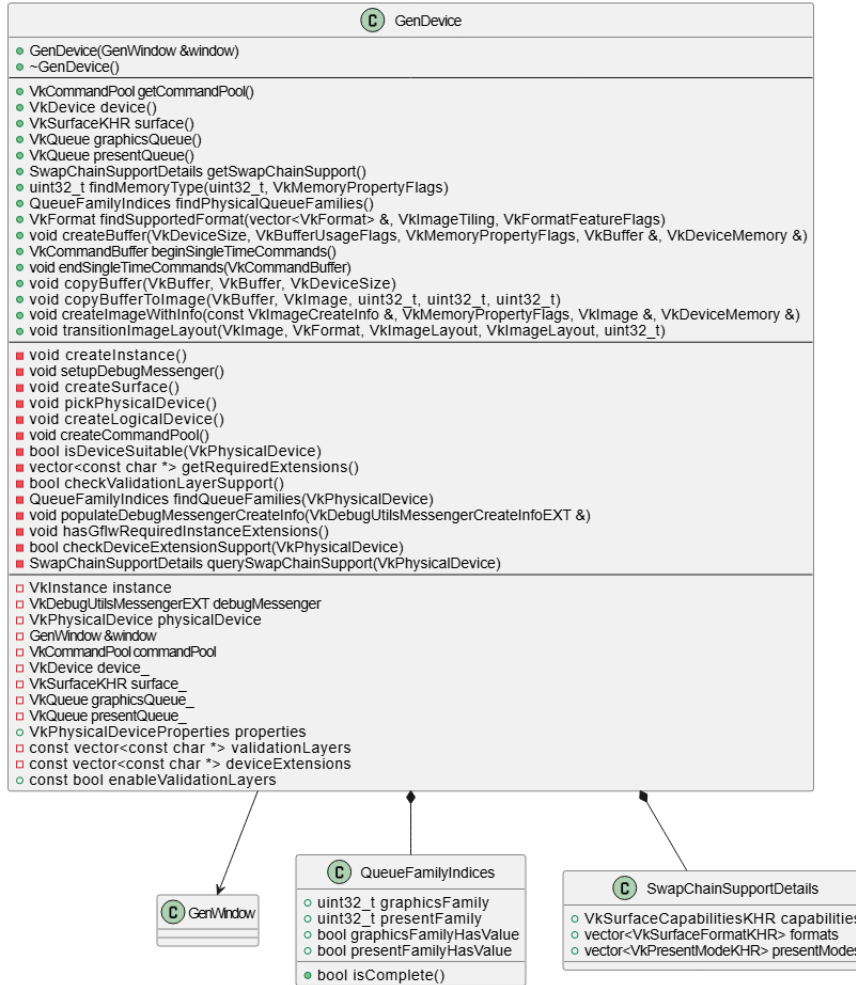 C GenDevice
GenDevice(GenWindow &window)
~GenDevice()
VkCommandPool getCommandPool()
VkDevice device()
VkSurfaceKHR surface()
VkQueue graphicsQueue()
VkQueue presentQueue()
SwapChainSupportDetails getSwapChainSupport()
uint32_t findMemoryType(uint32_t, VkMemoryPropertyFlags)
QueueFamilyIndices findPhysicalQueueFamilies()
VkFormat findSupportedFormat(vector<VkFormat> &, VkImageTiling, VkFormatFeatureFlags)
void createBuffer(VkDeviceSize, VkBufferUsageFlags, VkMemoryPropertyFlags, VkBuffer &, VkDeviceMemory &)
VkCommandBuffer beginSingleTimeCommands()
void endSingleTimeCommands(VkCommandBuffer)
void copyBuffer(VkBuffer, VkBuffer, VkDeviceSize)
void copyBufferToImage(VkBuffer, VkImage, uint32_t, uint32_t, uint32_t)
void createImageWithInfo(const VkImageCreateInfo &, VkMemoryPropertyFlags, VkImage &, VkDeviceMemory &)
void transitionImageLayout(VkImage, VkFormat, VkImageLayout, VkImageLayout, uint32_t)
void createInstance()
void setupDebugMessenger()
void createSurface()
void pickPhysicalDevice()
void createLogicalDevice()
void createCommandPool()
bool isDeviceSuitable(VkPhysicalDevice)
vector<const char *> getRequiredExtensions()
bool checkValidationLayerSupport()
QueueFamilyIndices findQueueFamilies(VkPhysicalDevice)
void populateDebugMessengerCreateInfo(VkDebugUtilsMessengerCreateInfoEXT &)
void hasGflwRequiredInstanceExtensions()
bool checkDeviceExtensionSupport(VkPhysicalDevice)
SwapChainSupportDetails querySwapChainSupport(VkPhysicalDevice)
VkInstance instance
VkDebugUtilsMessengerEXT debugMessenger
VkPhysicalDevice physicalDevice
GenWindow &window
VkCommandPool commandPool
VkDevice device_
VkSurfaceKHR surface_
VkQueue graphicsQueue_
VkQueue presentQueue_
VkPhysicalDeviceProperties properties
const vector<const char *> validationLayers
const vector<const char *> deviceExtensions
const bool enableValidationLayers
C GenWindow
C QueueFamilyIndices
uint32_t graphicsFamily
uint32_t presentFamily
bool graphicsFamilyHasValue
bool presentFamilyHasValue
bool isComplete()
C SwapChainSupportDetails
VkSurfaceCapabilitiesKHR capabilities
vector<VkSurfaceFormatKHR> formats
vector<VkPresentModeKHR> presentModes